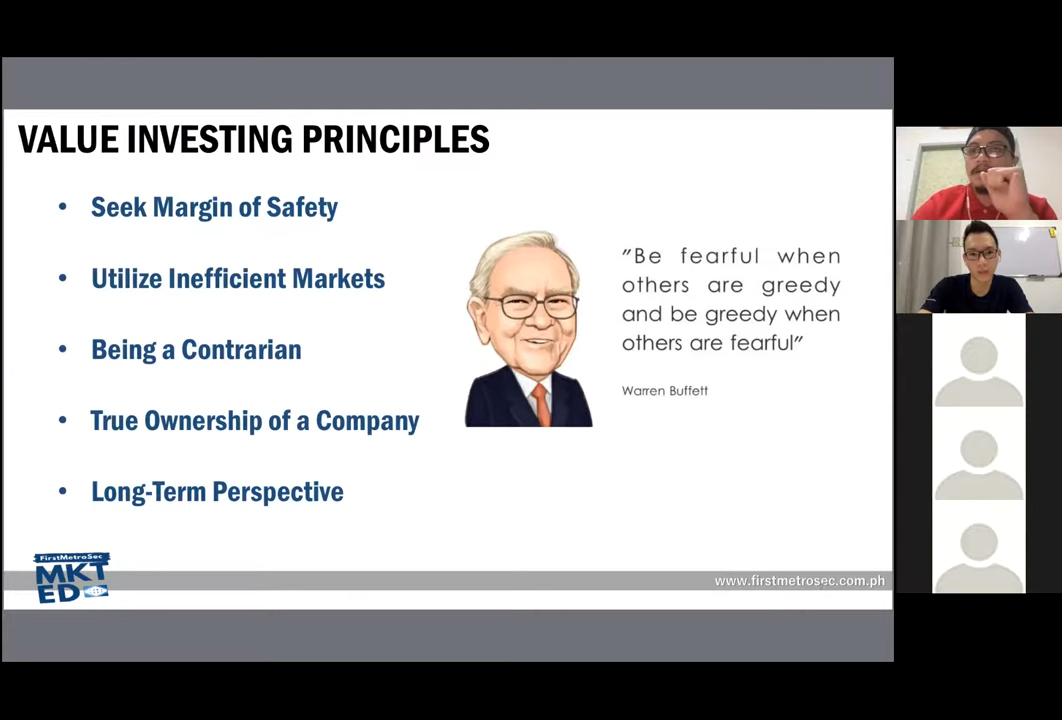 VALUE INVESTING PRINCIPLES
• Seek Margin of Safety
• Utilize Inefficient Markets
• Being a Contrarian
• True Ownership of a Company
• Long-Term Perspective
"Be fearful when
others are greedy
and be greedy when
others are fearful"
Warren Buffett
FirstMetroSec
MKT
ED
www.firstmetrosec.com.ph